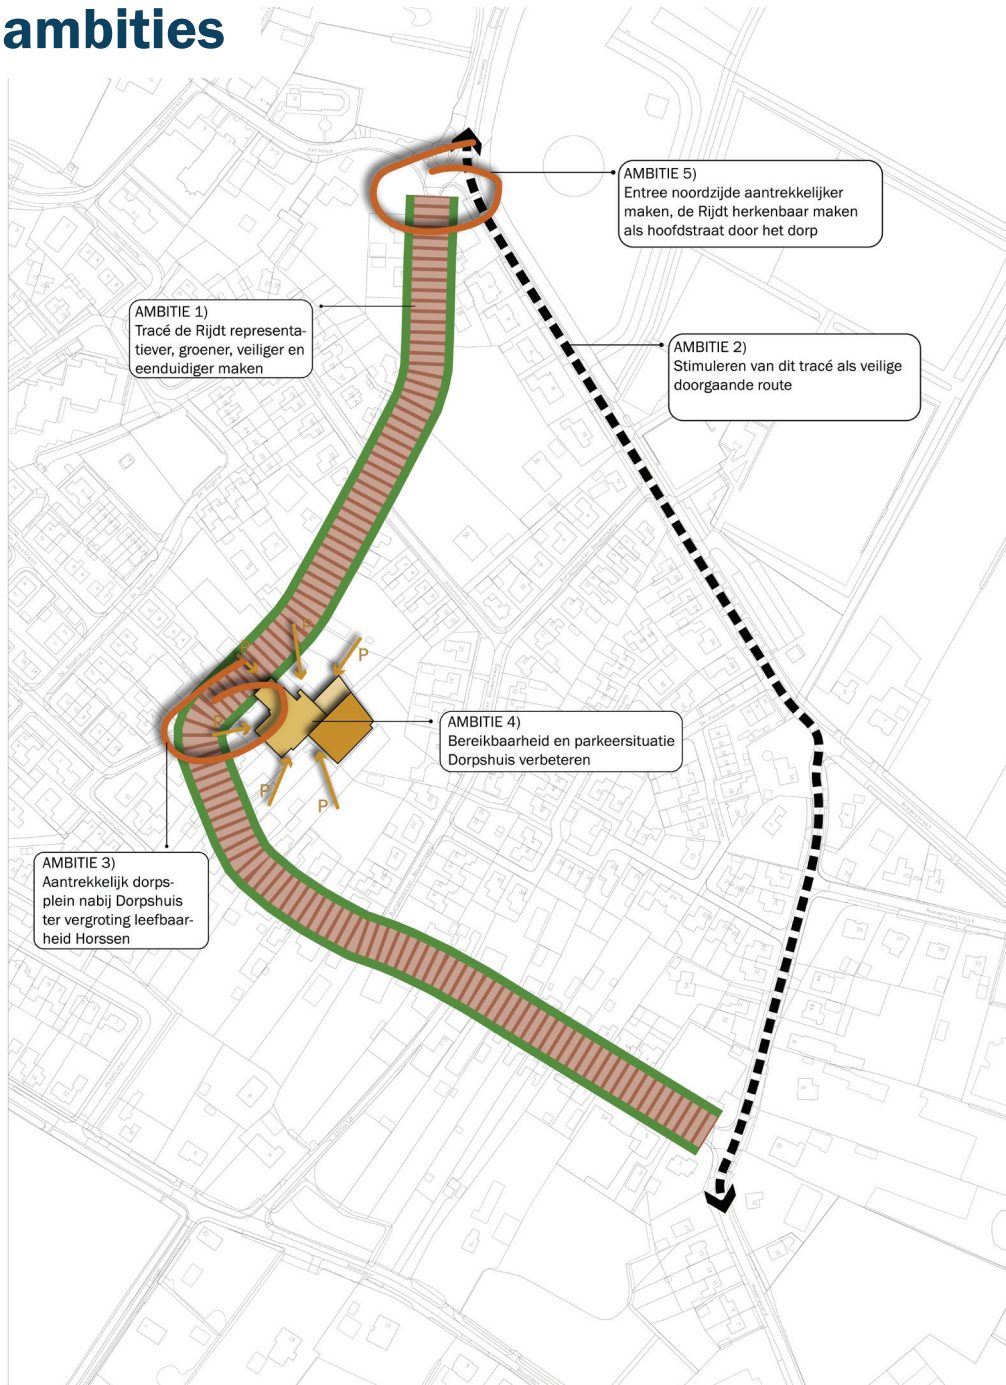 ambities
AMBITIE 5)
Entree noordzijde aantrekkelijker
maken, de Rijdt herkenbaar maken
als hoofdstraat door het dorp
AMBITIE 1)
Tracé de Rijdt representa-
tiever, groener, veiliger en
eenduidiger maken
AMBITIE 2)
Stimuleren van dit tracé als veilige
doorgaande route
P
P
P
P
P
P
AMBITIE 4)
Bereikbaarheid en parkeersituatie
Dorpshuis verbeteren
AMBITIE 3)
Aantrekkelijk dorps-
plein nabij Dorpshuis
ter vergroting leefbaar-
heid Horssen